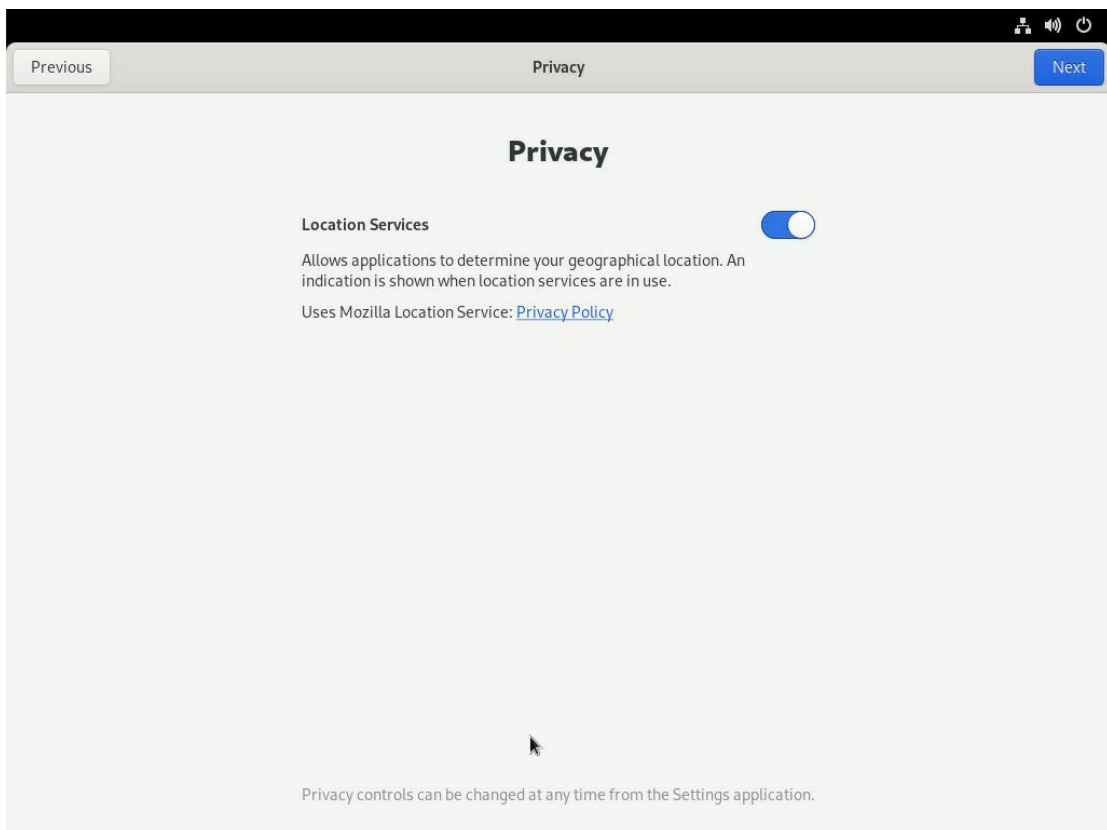 Previous
Privacy
Next
Privacy
Location Services
Allows applications to determine your geographical location. An
indication is shown when location services are in use.
Uses Mozilla Location Service: Privacy Policy
Privacy controls can be changed at any time from the Settings application.